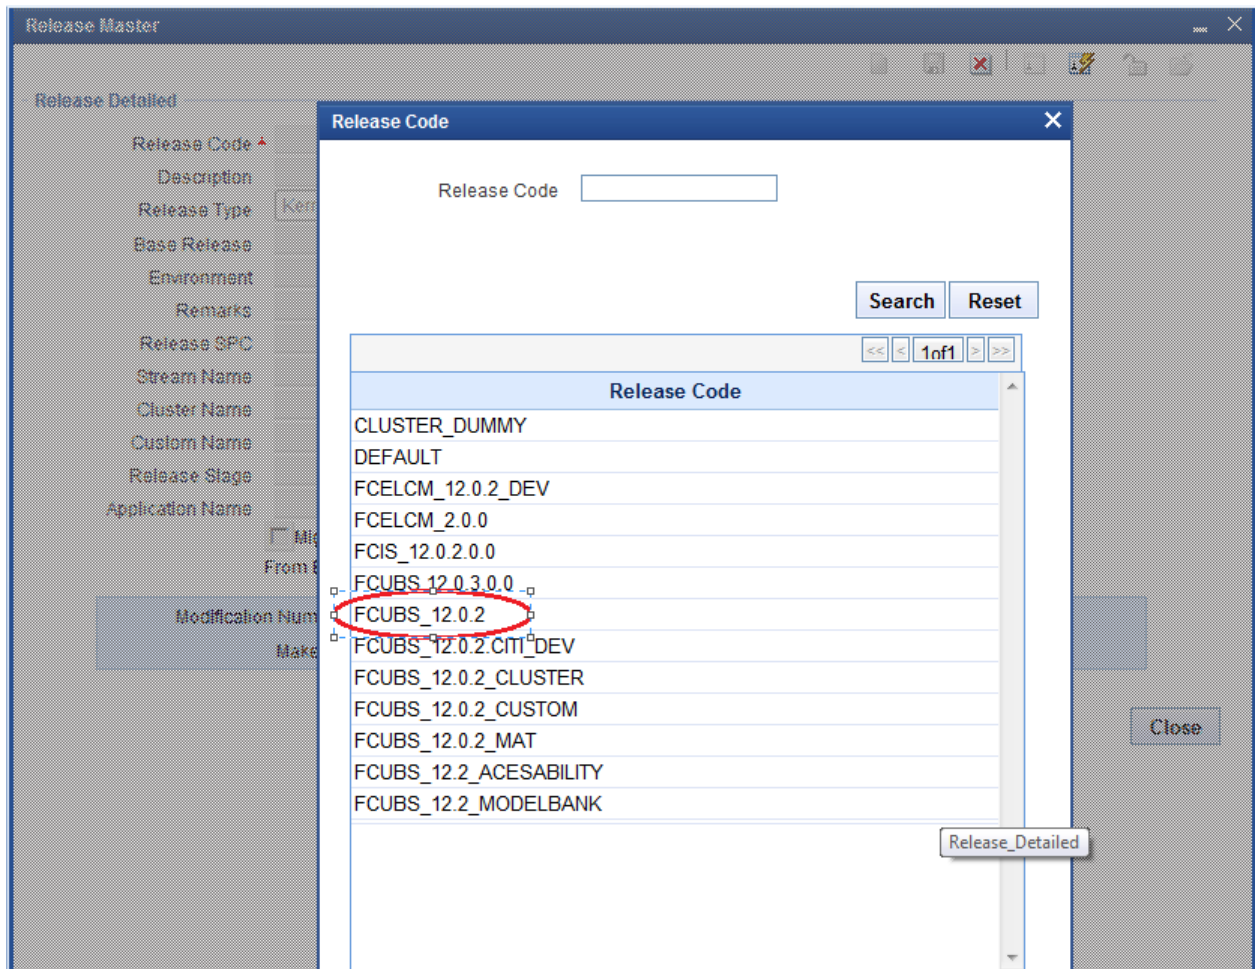 Release Master
Release Detailed
Release Code *
Description
Release Type Kern
Base Release
Environment
Remarks
Release SPC
Stream Name
Cluster Name
Custom Name
Release Stage
Application Name
Mig
From E
Modification Num
Make
Release Code
Release Code
Search Reset
<< < 1of1 > >>
Release Code
CLUSTER_DUMMY
DEFAULT
FCELCM_12.0.2_DEV
FCELCM_2.0.0
FCIS_12.0.2.0.0
FCUBS_12.0.3.0.0
FCUBS_12.0.2
FCUBS_12.0.2.CITI_DEV
FCUBS_12.0.2_CLUSTER
FCUBS_12.0.2_CUSTOM
FCUBS_12.0.2_MAT
FCUBS_12.2_ACESABILITY
FCUBS_12.2_MODELBANK
Close
Release_Detailed